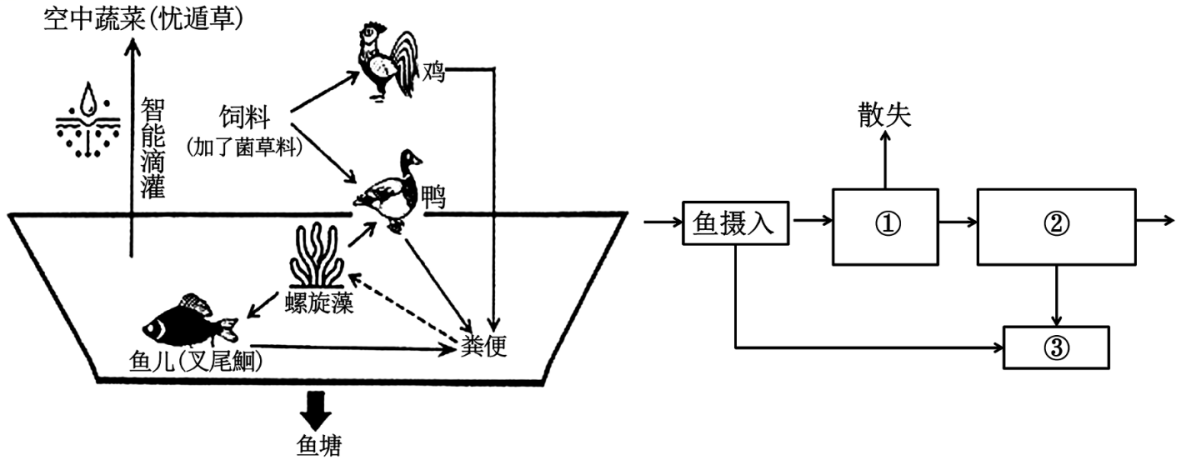 空中蔬菜(忧遁草)
智能滴灌
饲料
(加了菌草料)
鸡
鸭
螺旋藻
鱼儿(叉尾鮰)
粪便
鱼塘
散失
鱼摄入
①
②
③